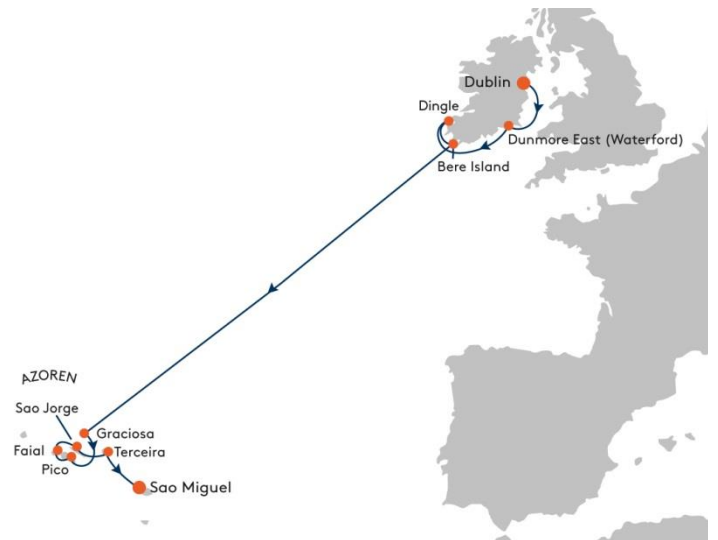 Dublin
Dingle
Dunmore East (Waterford)
Bere Island
AZOREN
Sao Jorge
Graciosa
Faial
Terceira
Pico
Sao Miguel